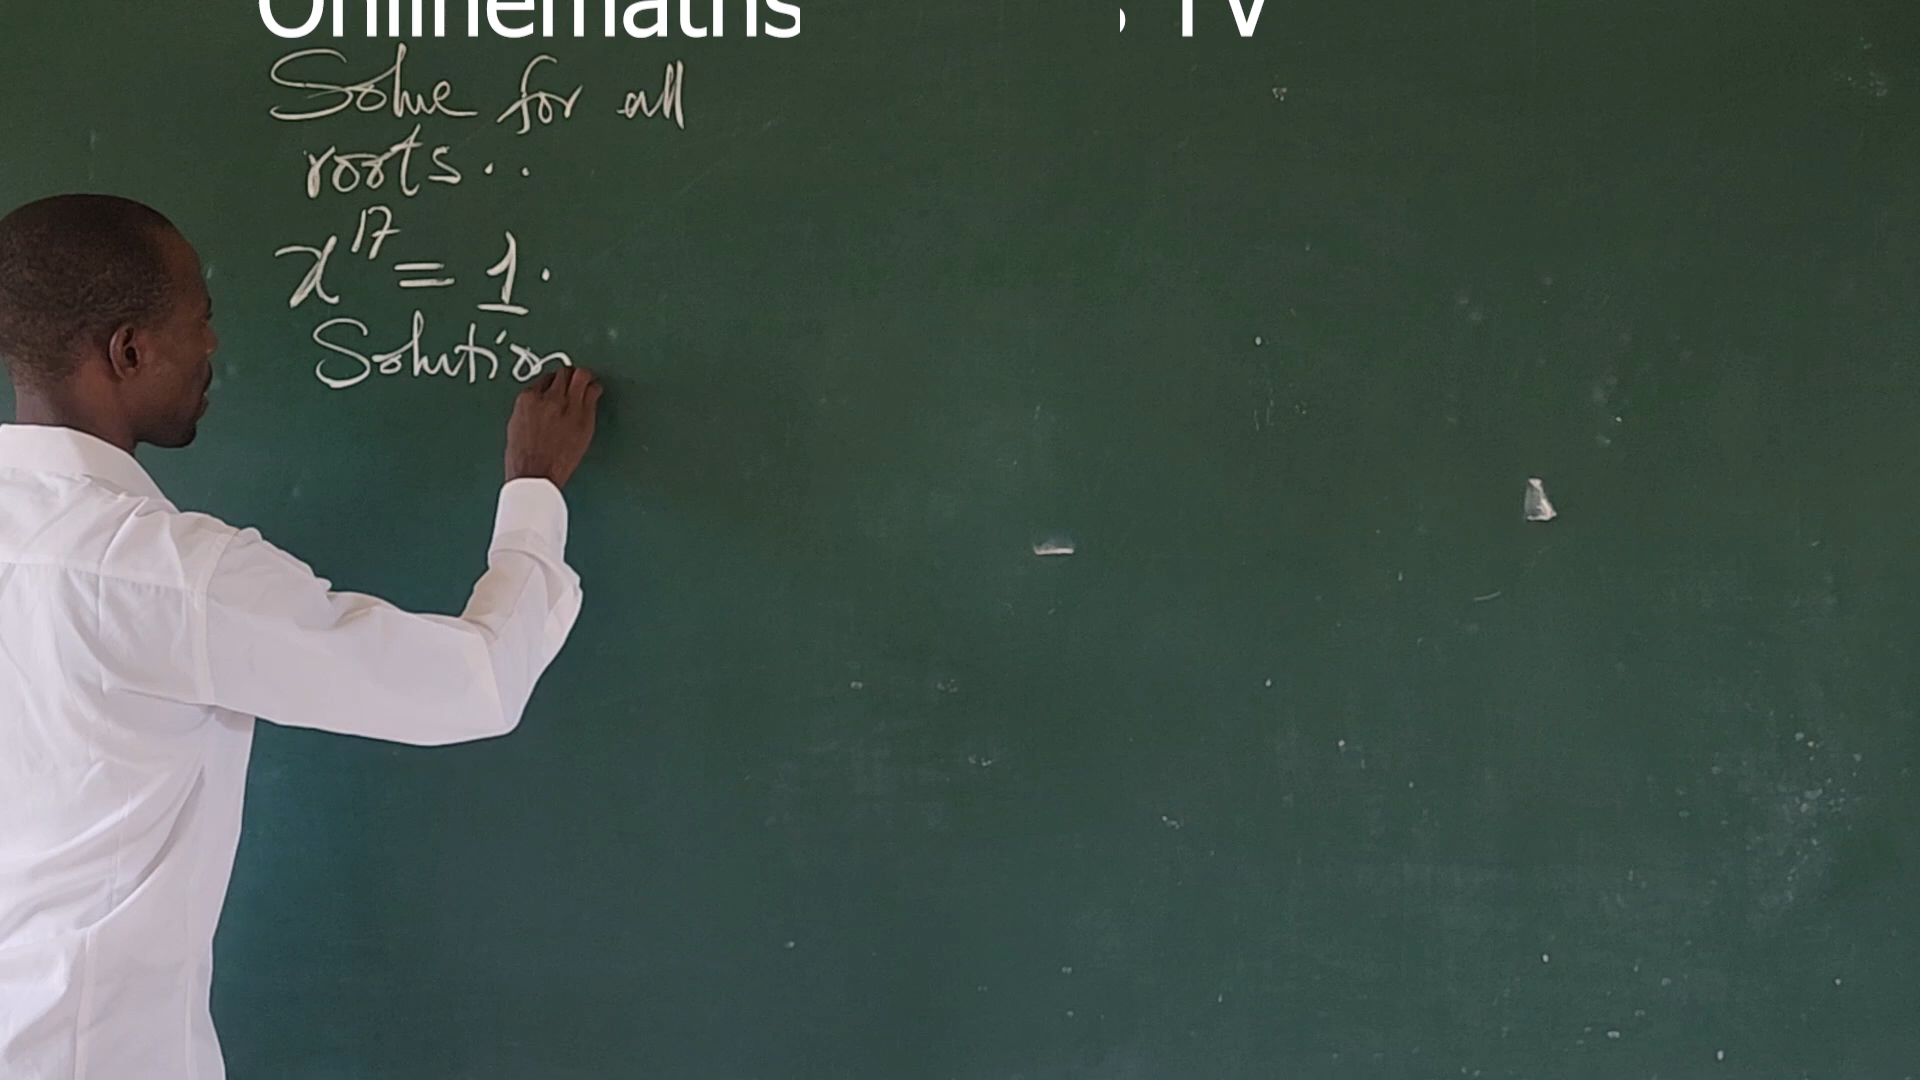 Onlinemaths TV
Solve for all
roots..
x¹⁷ = 1.
Solution